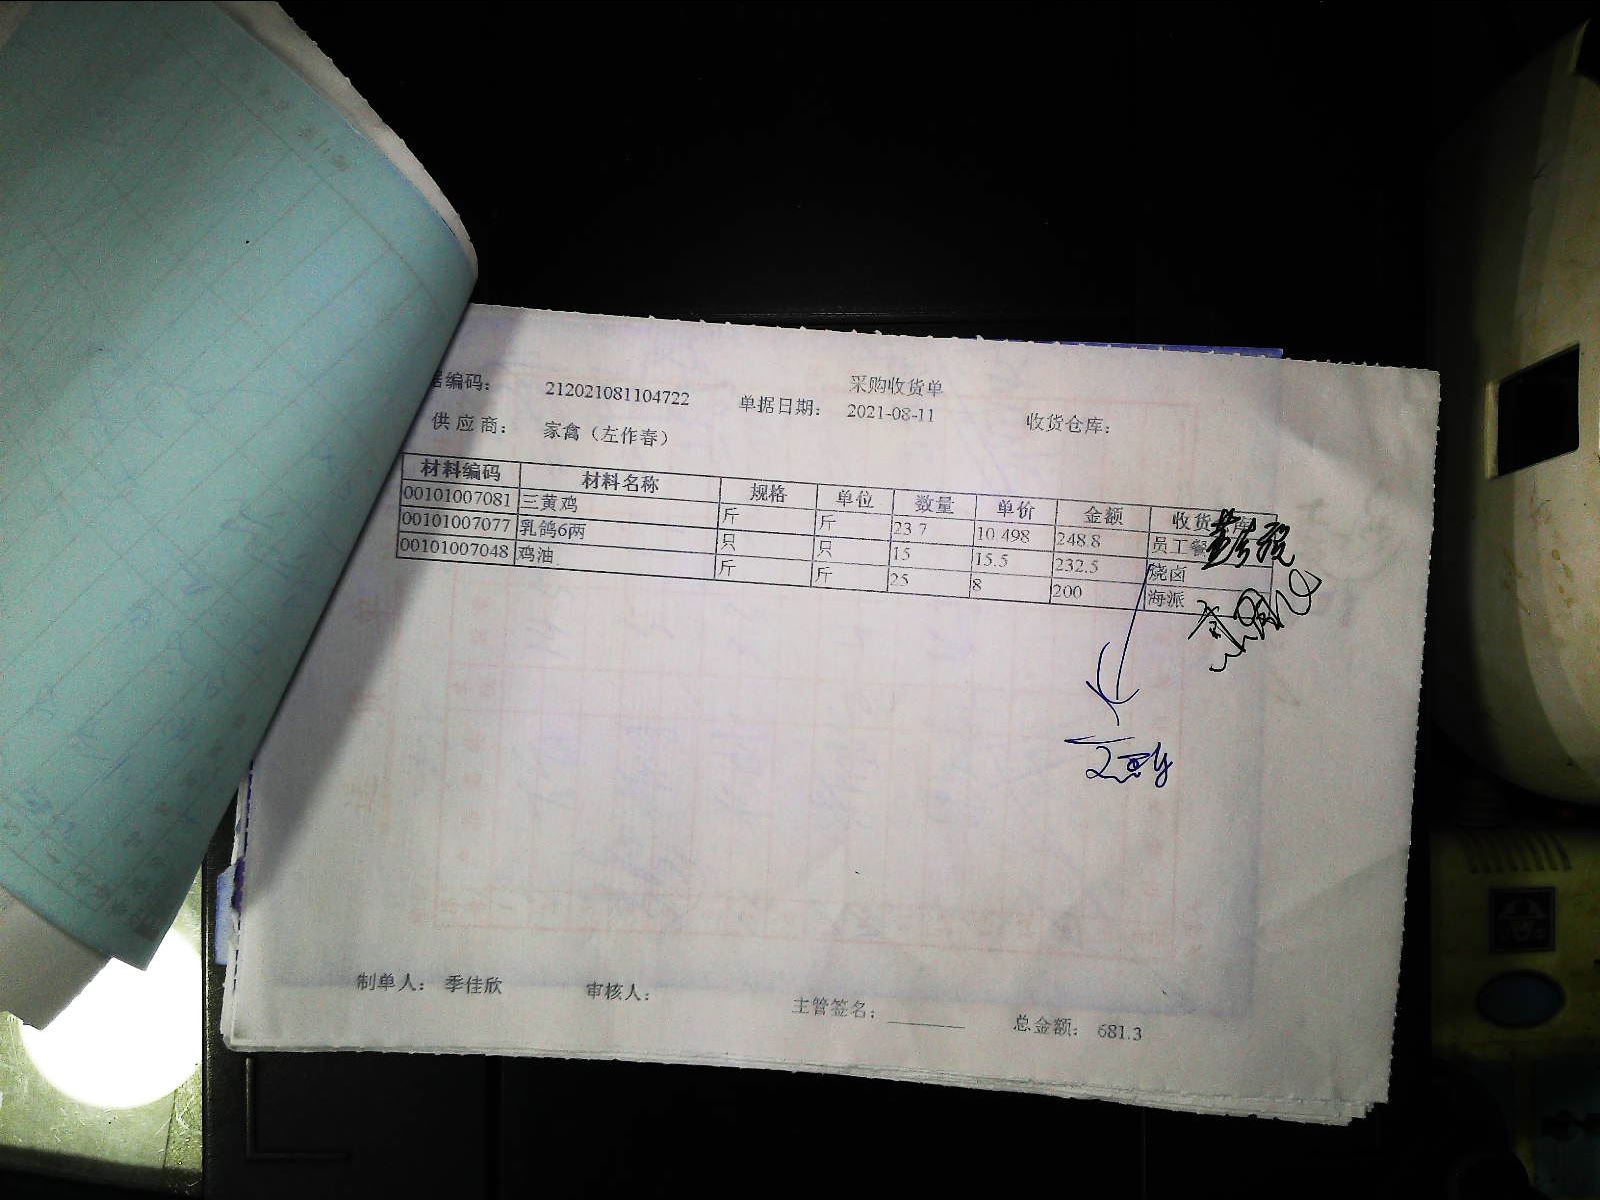 采购收货单
据编码： 212021081104722 单据日期： 2021-08-11 收货仓库：
供应商： 家禽（左作春）
材料编码 材料名称 规格 单位 数量 单价 金额 收货
00101007081 三黄鸡 斤 斤 23.7 10.498 248.8 员工餐
00101007077 乳鸽6两 只 只 15 15.5 232.5 烧卤
00101007048 鸡油 斤 斤 25 8 200 海派
制单人： 季佳欣 审核人： 主管签名： 总金额： 681.3